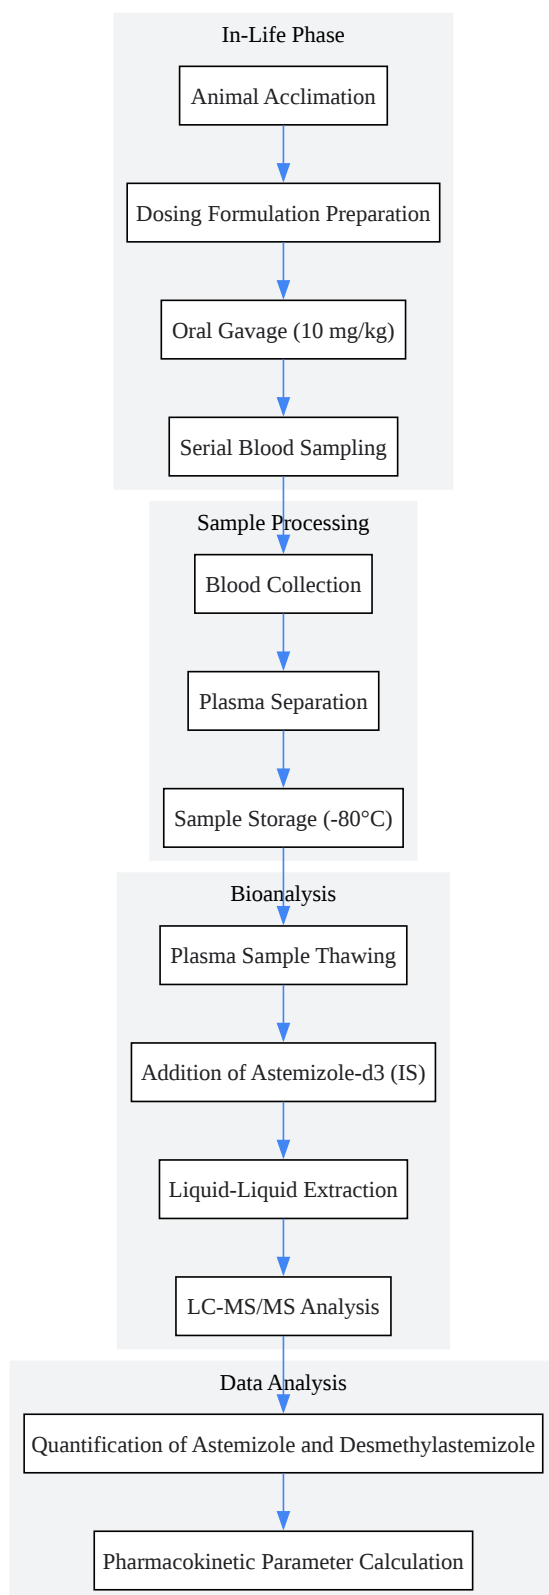 In-Life Phase
Animal Acclimation
Dosing Formulation Preparation
Oral Gavage (10 mg/kg)
Serial Blood Sampling
Sample Processing
Blood Collection
Plasma Separation
Sample Storage (-80°C)
Bioanalysis
Plasma Sample Thawing
Addition of Astemizole-d3 (IS)
Liquid-Liquid Extraction
LC-MS/MS Analysis
Data Analysis
Quantification of Astemizole and Desmethylastemizole
Pharmacokinetic Parameter Calculation